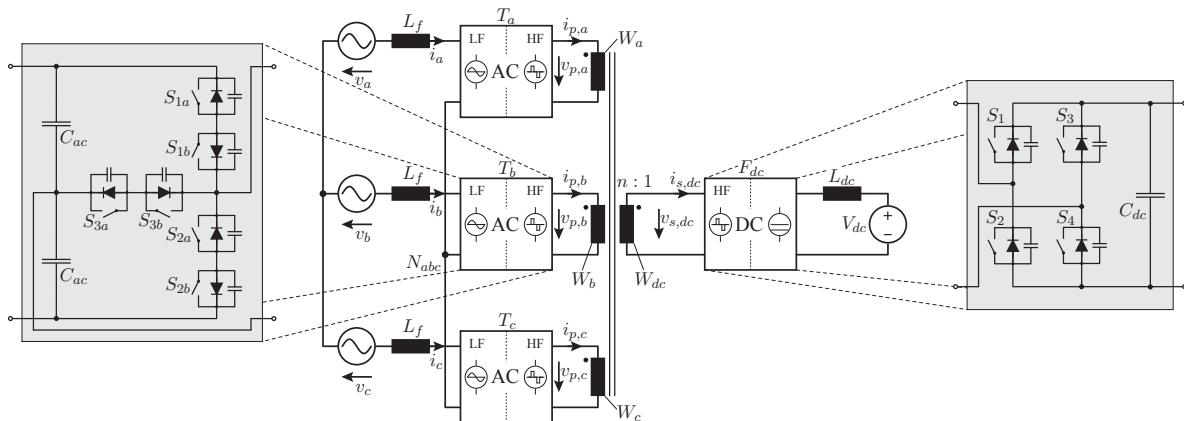 S1a
Cac
S1b
S3a
S3b
S2a
Cac
S2b
Lf
ia
va
Ta
LF
HF
AC
ip,a
vp,a
Wa
Lf
ib
vb
Nabc
Tb
LF
HF
AC
ip,b
vp,b
Wb
n : 1
is,dc
vs,dc
Wdc
Fdc
HF
DC
Ldc
Vdc
Lf
ic
vc
Tc
LF
HF
AC
ip,c
vp,c
Wc
S1
S3
S2
S4
Cdc